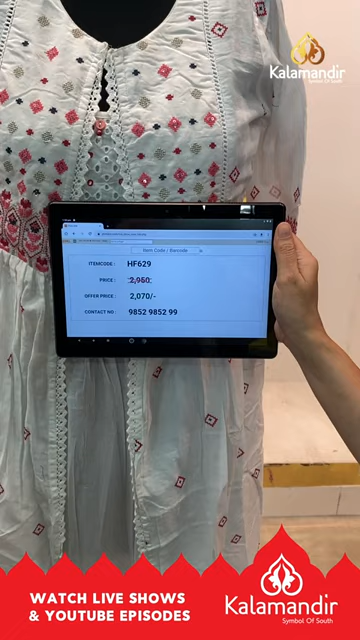 Kalamandir
Symbol Of South
Item Code / Barcode
ITEMCODE : HF629
PRICE : 2,950/-
OFFER PRICE : 2,070/-
CONTACT NO : 9852 9852 99
WATCH LIVE SHOWS
& YOUTUBE EPISODES
Kalamandir
Symbol Of South